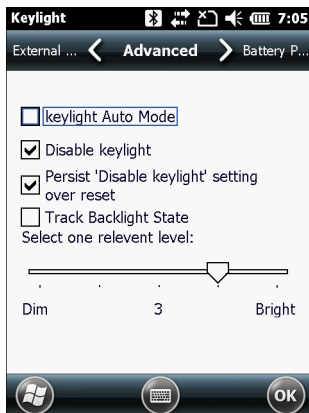 Keylight 7:05
External ... Advanced Battery P...
keylight Auto Mode
Disable keylight
Persist 'Disable keylight' setting
over reset
Track Backlight State
Select one relevent level:
Dim 3 Bright
OK